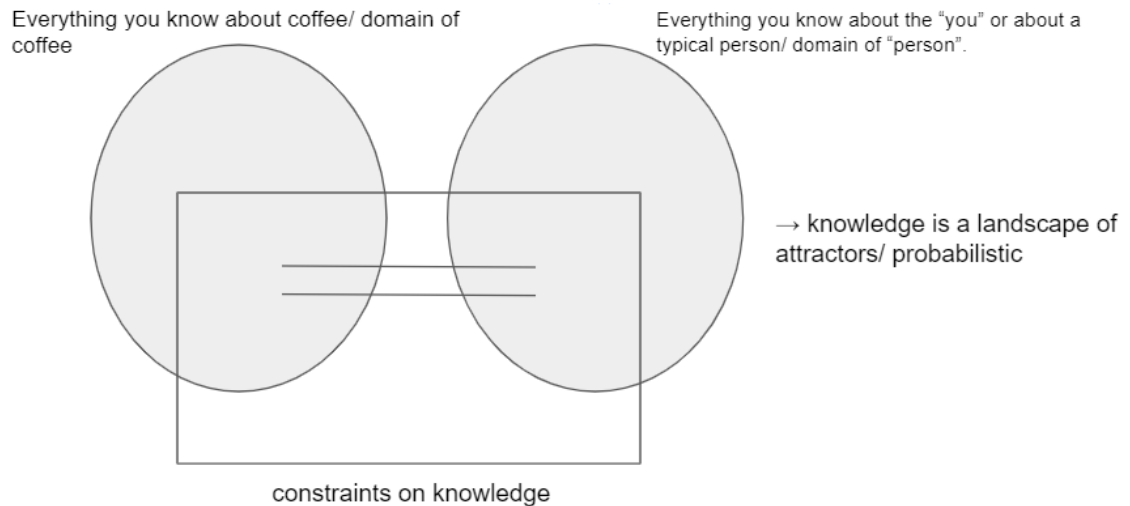 Everything you know about coffee/ domain of
coffee
Everything you know about the “you” or about a
typical person/ domain of “person”.
→ knowledge is a landscape of
attractors/ probabilistic
constraints on knowledge